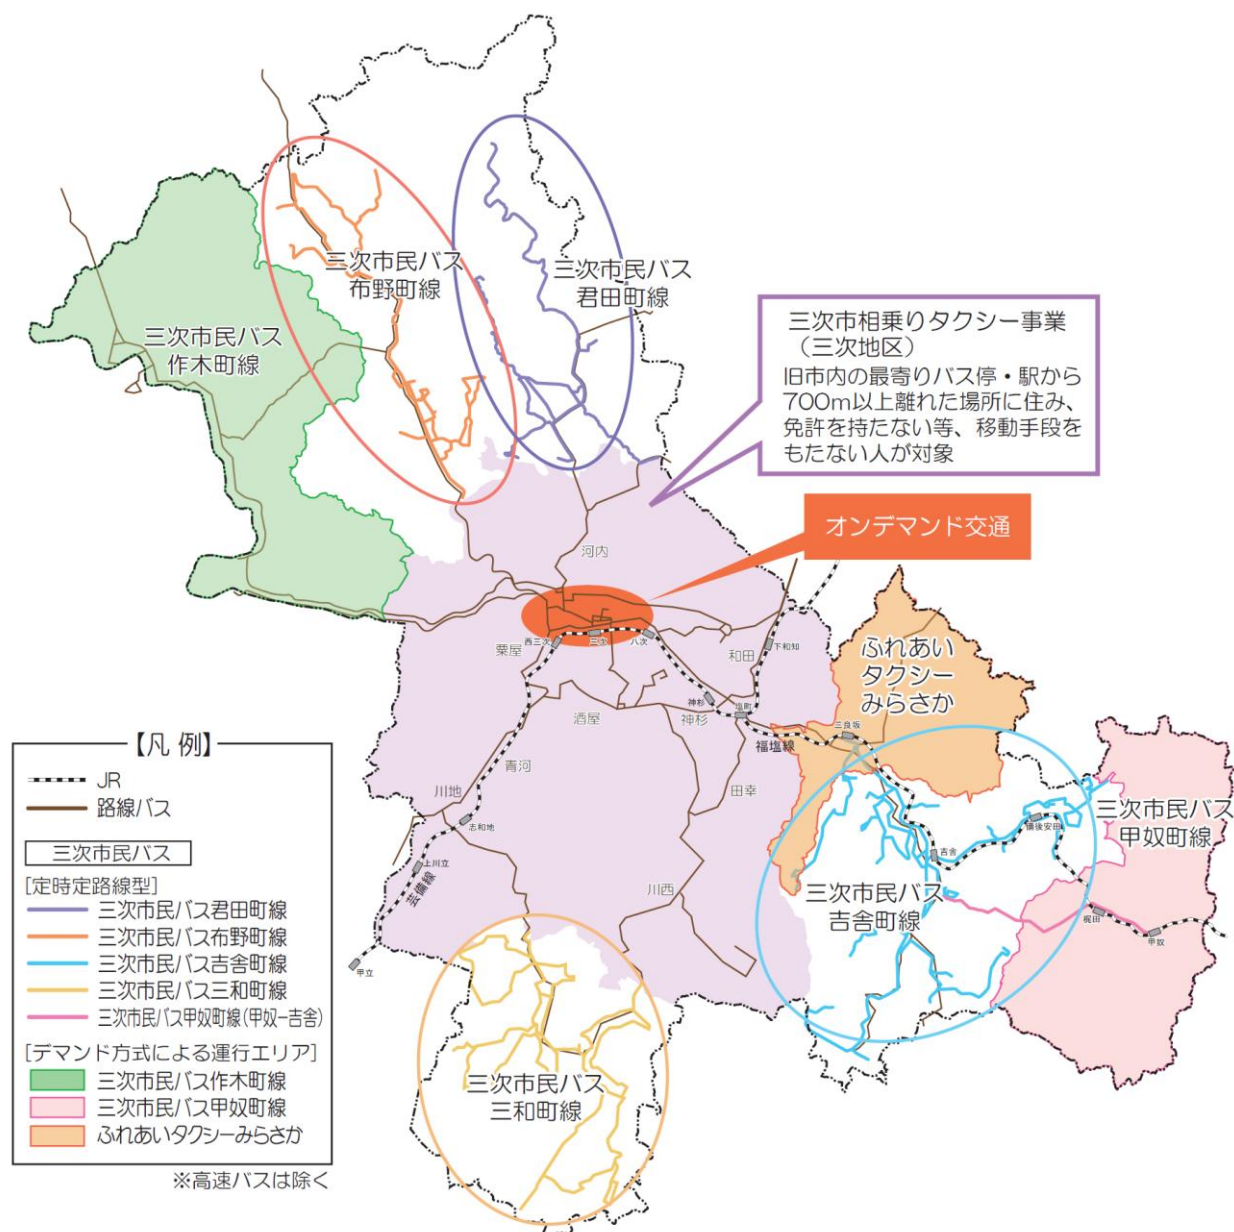 三次市民バス
布野町線
三次市民バス
君田町線
三次市民バス
作木町線
三次市相乗りタクシー事業
（三次地区）
旧市内の最寄りバス停・駅から
700m以上離れた場所に住み、
免許を持たない等、移動手段を
もたない人が対象
オンデマンド交通
河内
西三次
三次
八次
粟屋
和田
下和知
神杉
塩町
酒屋
神杉
福塩線
三良坂
ふれあい
タクシー
みらさか
青河
川地
志和地
田幸
上川立
芸備線
甲立
川西
吉舎
備後安田
三次市民バス
甲奴町線
三次市民バス
吉舎町線
梶田
甲奴
三次市民バス
三和町線
【凡 例】
JR
路線バス
三次市民バス
[定時定路線型]
三次市民バス君田町線
三次市民バス布野町線
三次市民バス吉舎町線
三次市民バス三和町線
三次市民バス甲奴町線（甲奴ー吉舎）
[デマンド方式による運行エリア]
三次市民バス作木町線
三次市民バス甲奴町線
ふれあいタクシーみらさか
※高速バスは除く